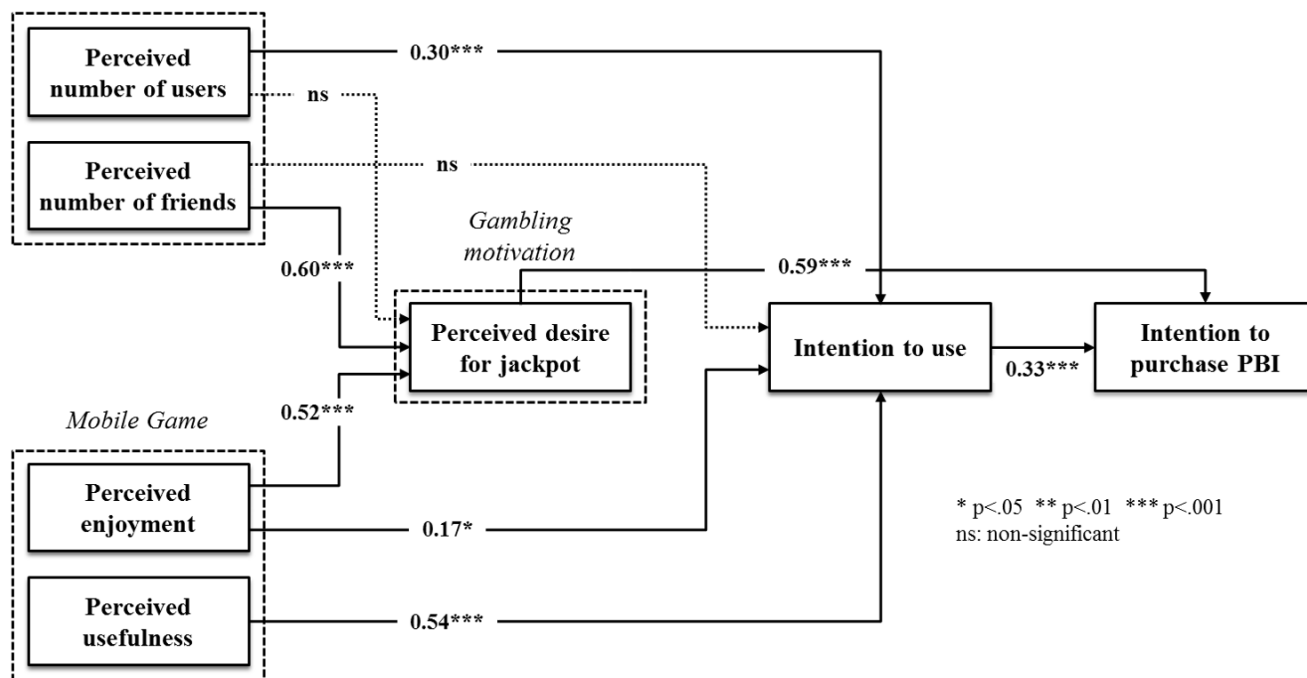 Perceived
number of users
0.30***
ns
Perceived
number of friends
ns
0.60***
Gambling
motivation
0.59***
Perceived desire
for jackpot
Intention to use
0.33***
Intention to
purchase PBI
0.52***
Mobile Game
Perceived
enjoyment
0.17*
Perceived
usefulness
0.54***
* p<.05 ** p<.01 *** p<.001
ns: non-significant